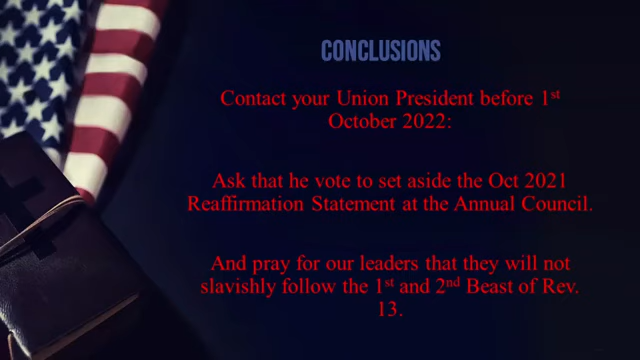 CONCLUSIONS
Contact your Union President before 1st
October 2022:
Ask that he vote to set aside the Oct 2021
Reaffirmation Statement at the Annual Council.
And pray for our leaders that they will not
slavishly follow the 1st and 2nd Beast of Rev.
13.